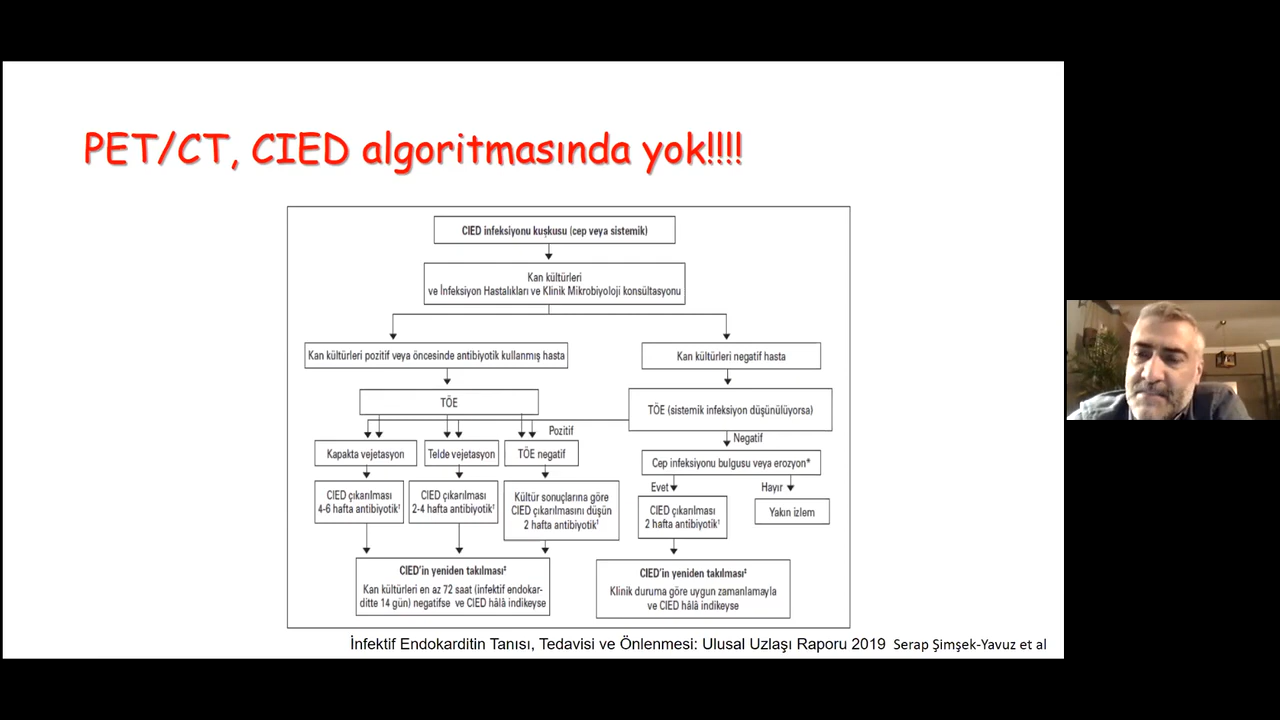 PET/CT, CIED algoritmasında yok!!!!
CIED infeksiyonu kuşkusu (cep veya sistemik)
Kan kültürleri
ve İnfeksiyon Hastalıkları ve Klinik Mikrobiyoloji konsültasyonu
Kan kültürleri pozitif veya öncesinde antibiyotik kullanmış hasta
Kan kültürleri negatif hasta
TÖE
TÖE (sistemik infeksiyon düşünülüyorsa)
Pozitif
Negatif
Kapakta vejetasyon
Telde vejetasyon
TÖE negatif
Cep infeksiyonu bulgusu veya erozyon*
Evet
Hayır
CIED çıkarılması
4-6 hafta antibiyotik†
CIED çıkarılması
2-4 hafta antibiyotik†
Kültür sonuçlarına göre
CIED çıkarılmasını düşün
2 hafta antibiyotik†
CIED çıkarılması
2 hafta antibiyotik†
Yakın izlem
CIED'in yeniden takılması‡
Kan kültürleri en az 72 saat (infektif endokar-
ditte 14 gün) negatifse ve CIED hâlâ indikeyse
CIED'in yeniden takılması‡
Klinik duruma göre uygun zamanlamayla
ve CIED hâlâ indikeyse
İnfektif Endokarditin Tanısı, Tedavisi ve Önlenmesi: Ulusal Uzlaşı Raporu 2019 Serap Şimşek-Yavuz et al